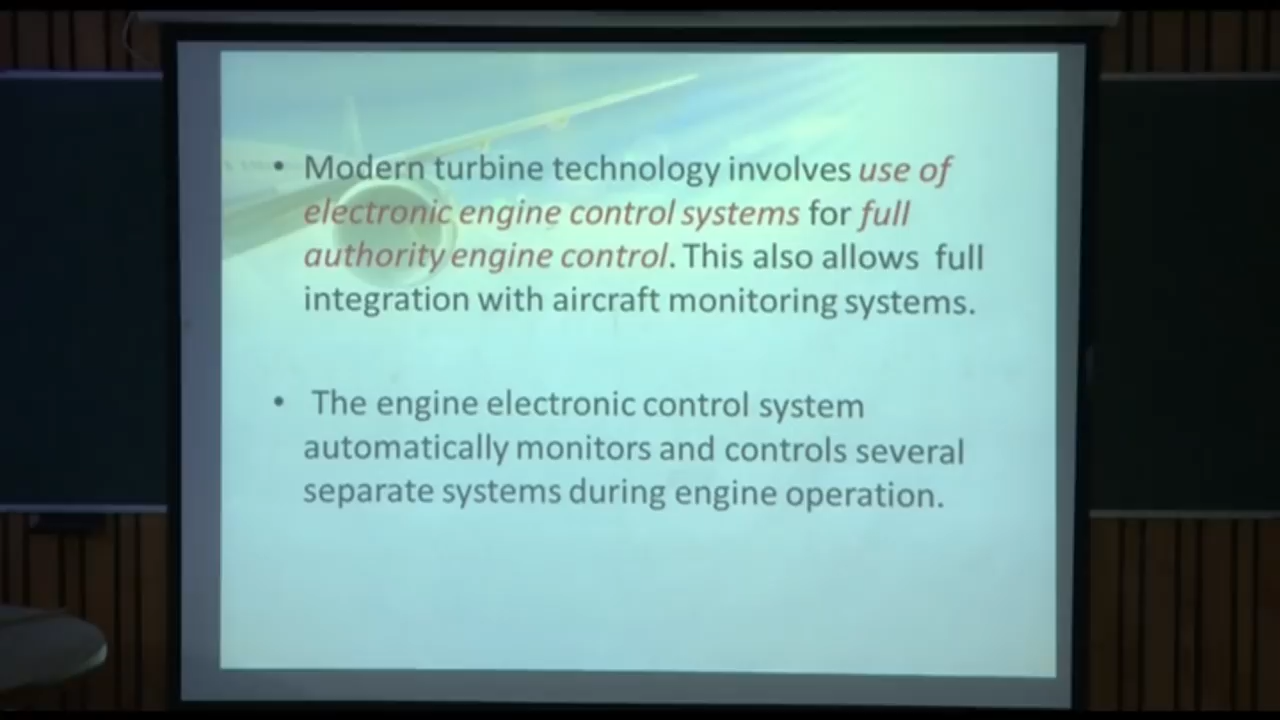 • Modern turbine technology involves use of
electronic engine control systems for full
authority engine control. This also allows full
integration with aircraft monitoring systems.
• The engine electronic control system
automatically monitors and controls several
separate systems during engine operation.